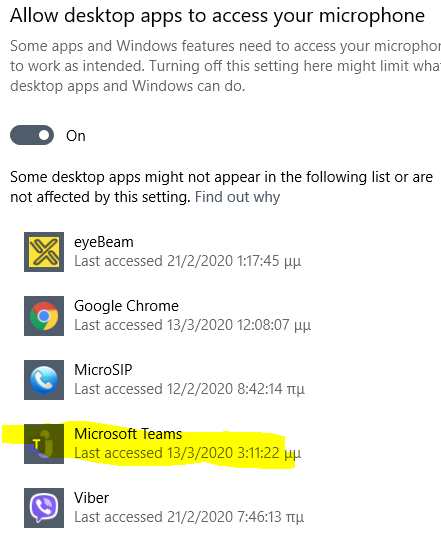 Allow desktop apps to access your microphone
Some apps and Windows features need to access your microphon
to work as intended. Turning off this setting here might limit wha
desktop apps and Windows can do.
On
Some desktop apps might not appear in the following list or are
not affected by this setting. Find out why
eyeBeam
Last accessed 21/2/2020 1:17:45 μμ
Google Chrome
Last accessed 13/3/2020 12:08:07 μμ
MicroSIP
Last accessed 12/2/2020 8:42:14 πμ
Microsoft Teams
T
Last accessed 13/3/2020 3:11:22 μμ
Viber
Last accessed 21/2/2020 7:46:13 πμ